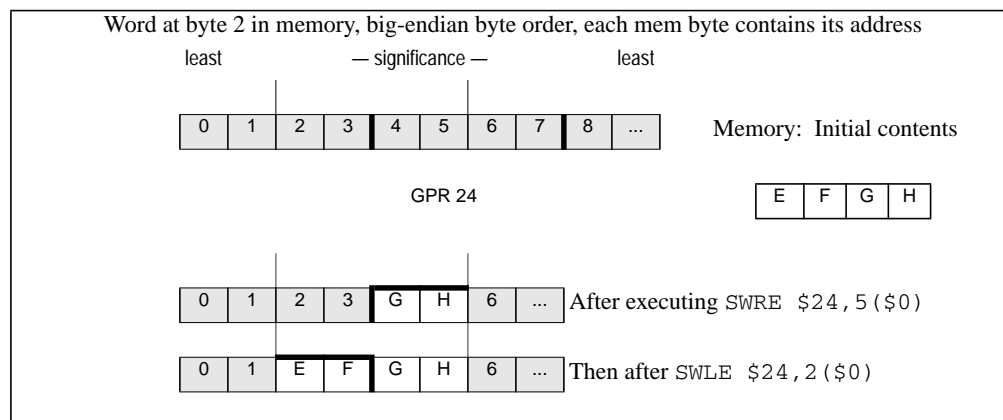 Word at byte 2 in memory, big-endian byte order, each mem byte contains its address
least — significance — least
0 1 2 3 4 5 6 7 8 ... Memory: Initial contents
GPR 24 E F G H
0 1 2 3 G H 6 ... After executing SWRE $24,5($0)
0 1 E F G H 6 ... Then after SWLE $24,2($0)